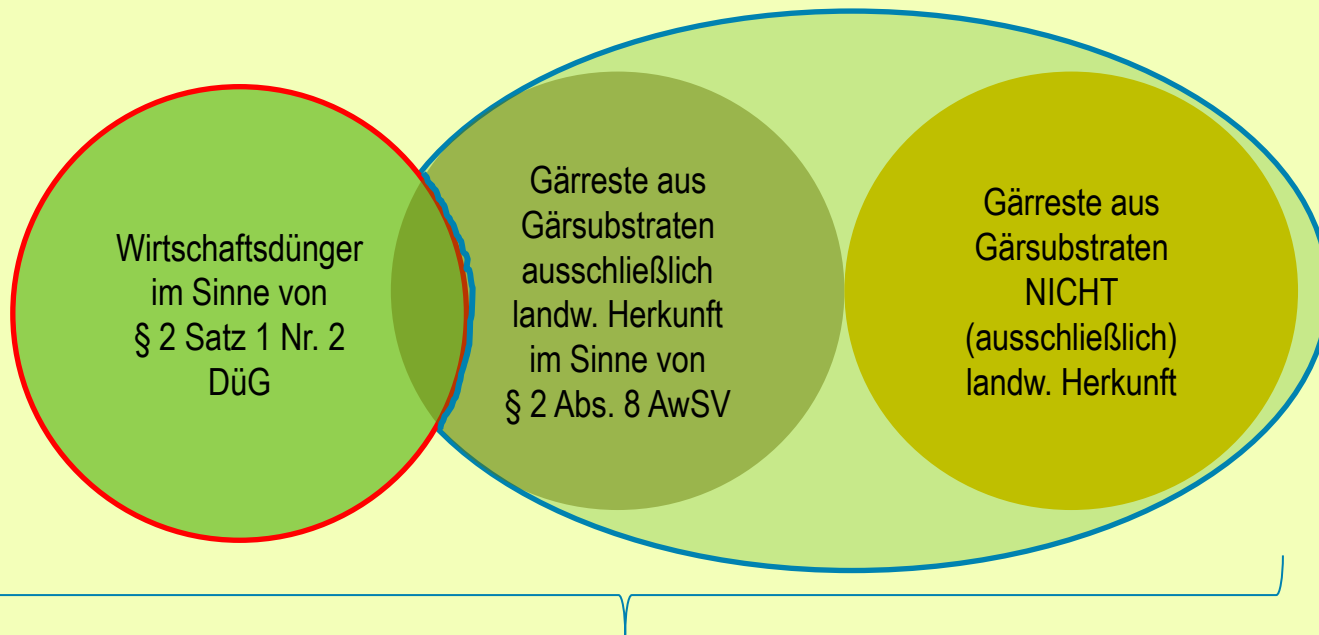 Wirtschaftsdünger
im Sinne von
§ 2 Satz 1 Nr. 2
DüG
Gärreste aus
Gärsubstraten
ausschließlich
landw. Herkunft
im Sinne von
§ 2 Abs. 8 AwSV
Gärreste aus
Gärsubstraten
NICHT
(ausschließlich)
landw. Herkunft